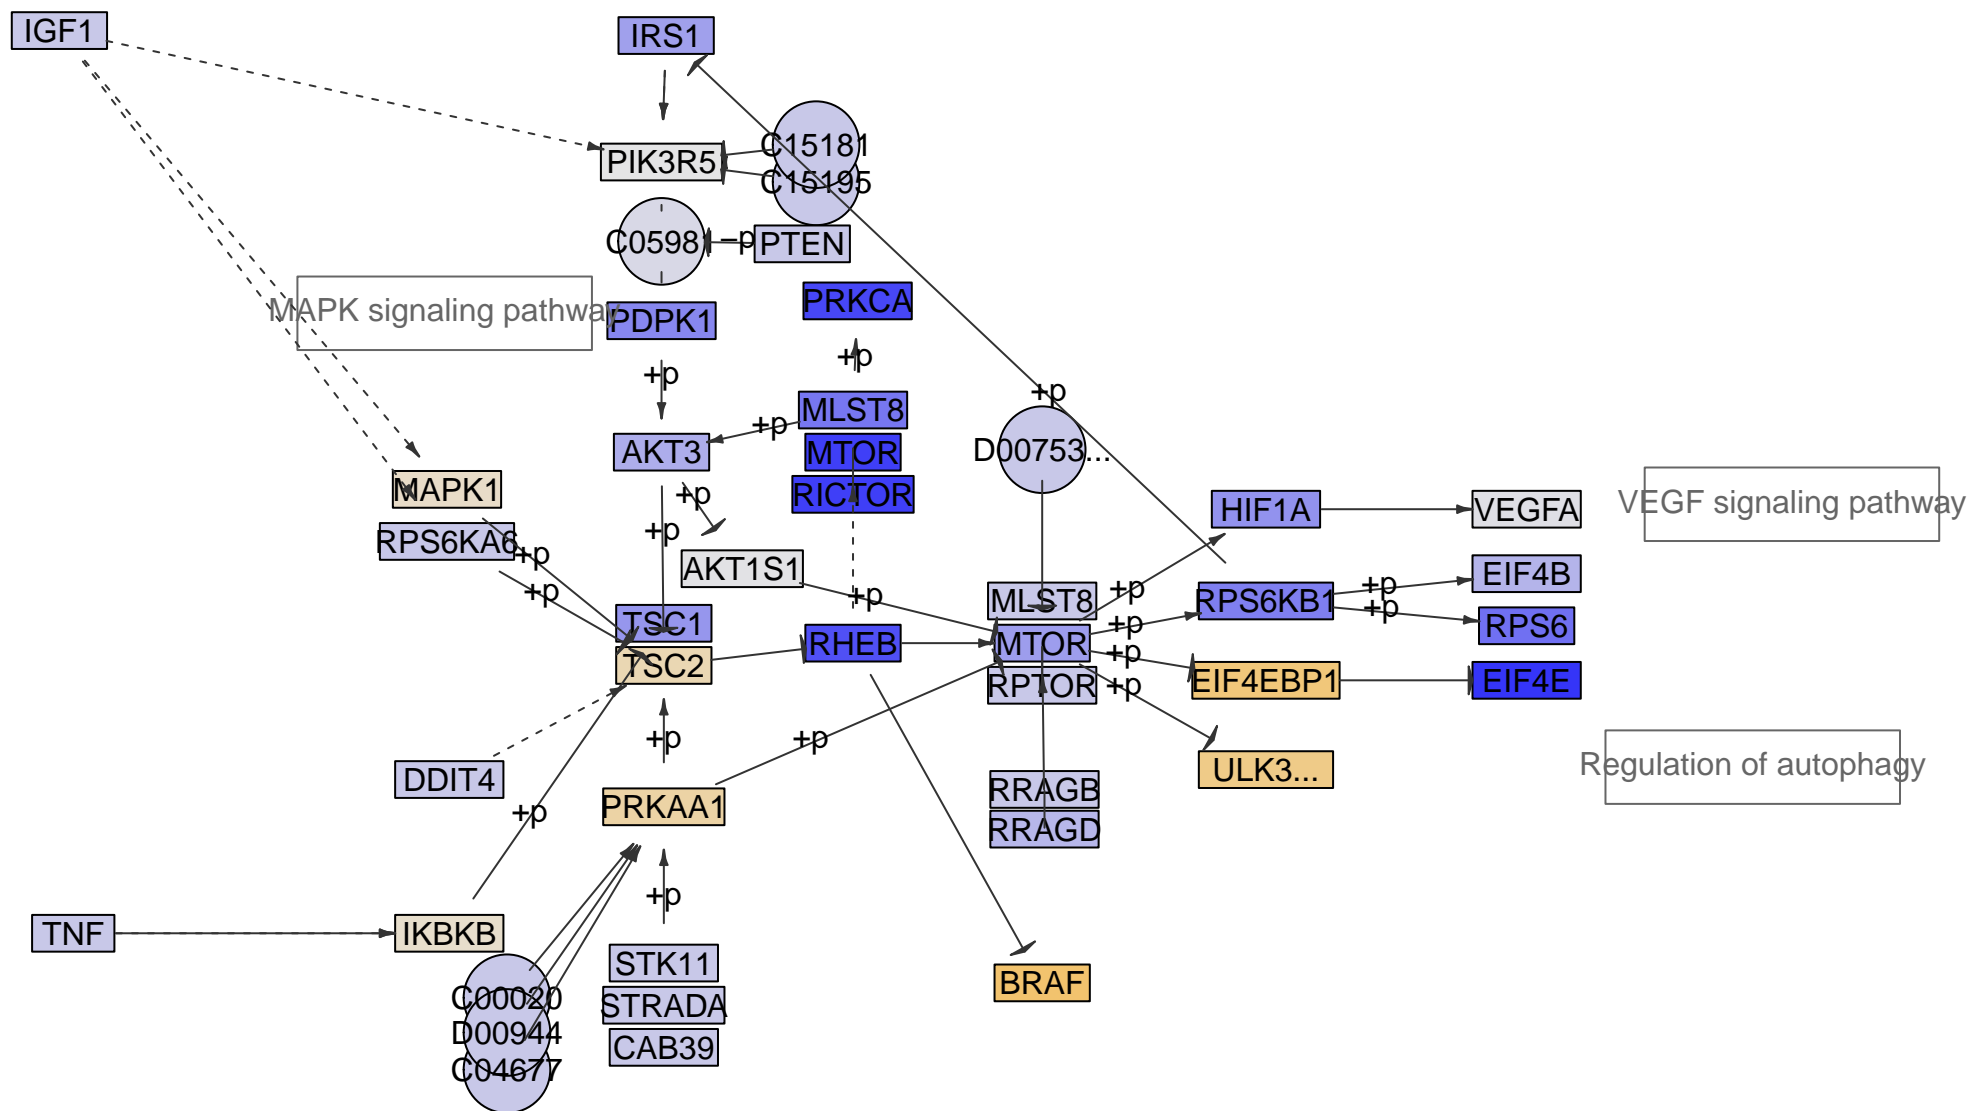 IGF1
IRS1
C15181
PIK3R5
C15195
C0598
–p
PTEN
PRKCA
MAPK signaling pathway
PDPK1
+p
+p
+p
MLST8
+p
AKT3
MTOR
D00753...
MAPK1
+p
RICTOR
HIF1A
VEGFA
VEGF signaling pathway
+p
RPS6KA6
+p
AKT1S1
EIF4B
+p
+p
MLST8
+p
+p
RPS6KB1
+p
TSC1
+p
RPS6
RHEB
MTOR
+p
TSC2
RPTOR
+p
EIF4EBP1
EIF4E
+p
+p
DDIT4
ULK3...
Regulation of autophagy
RRAGB
PRKAA1
+p
RRAGD
+p
TNF
IKBKB
STK11
BRAF
C00020
STRADA
D00944
CAB39
C04677